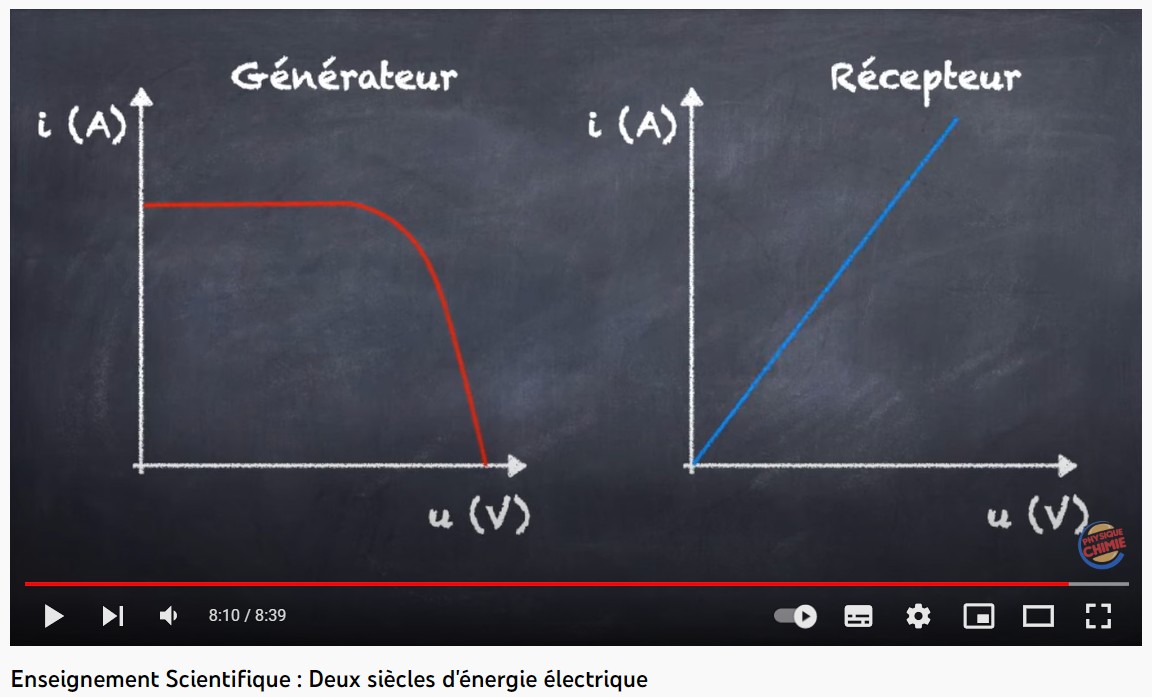 Générateur
Récepteur
i (A)
i (A)
u (V)
u (V)
PHYSIQUE
CHIMIE
8:10 / 8:39
Enseignement Scientifique : Deux siècles d'énergie électrique